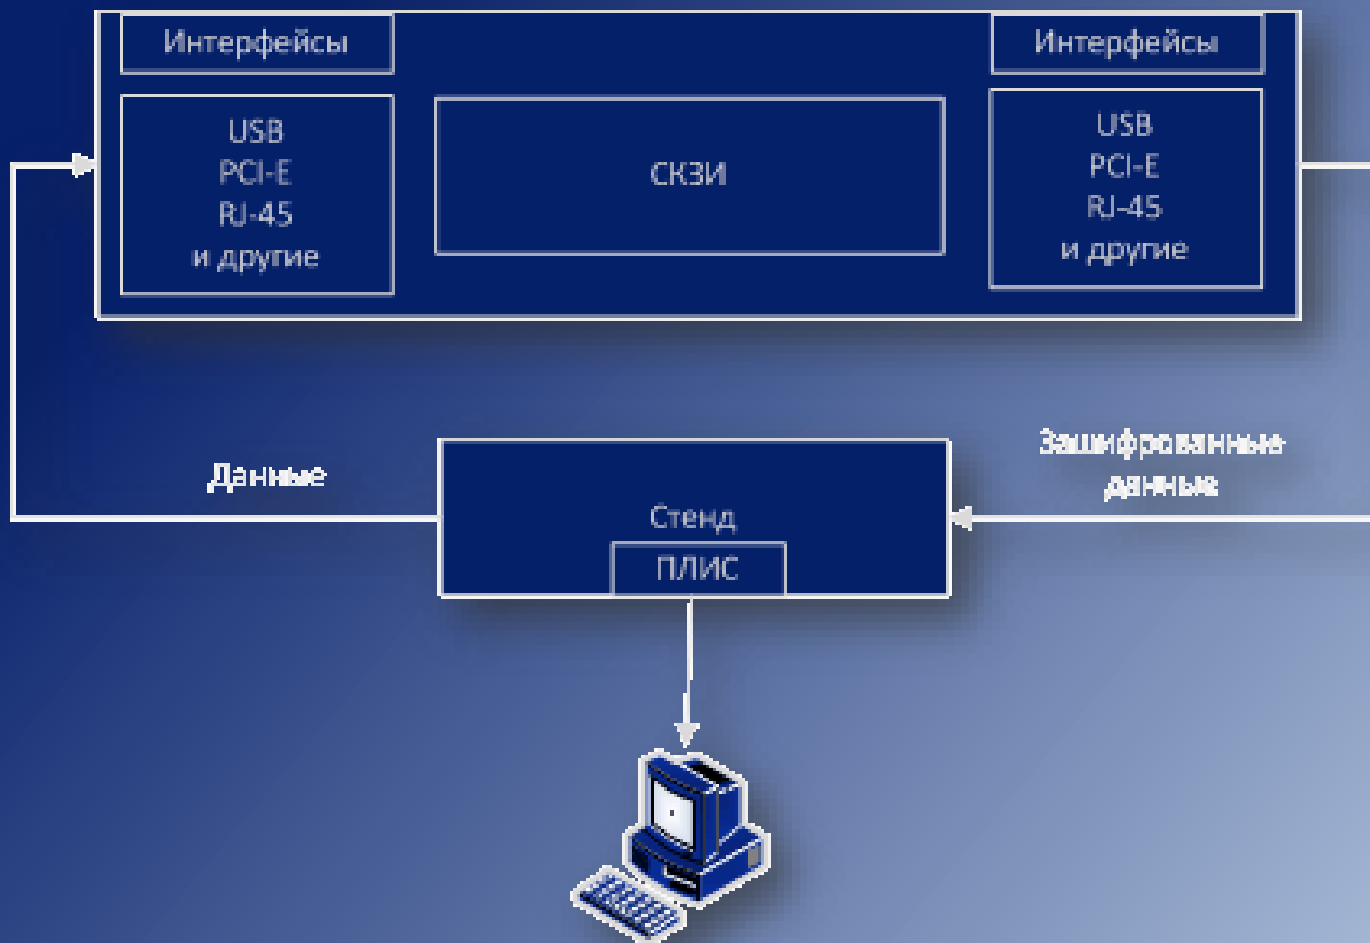 Интерфейсы
Интерфейсы
USB
PCI-E
RJ-45
и другие
СКЗИ
USB
PCI-E
RJ-45
и другие
Данные
Зашифрованные
данные
Стенд
ПЛИС